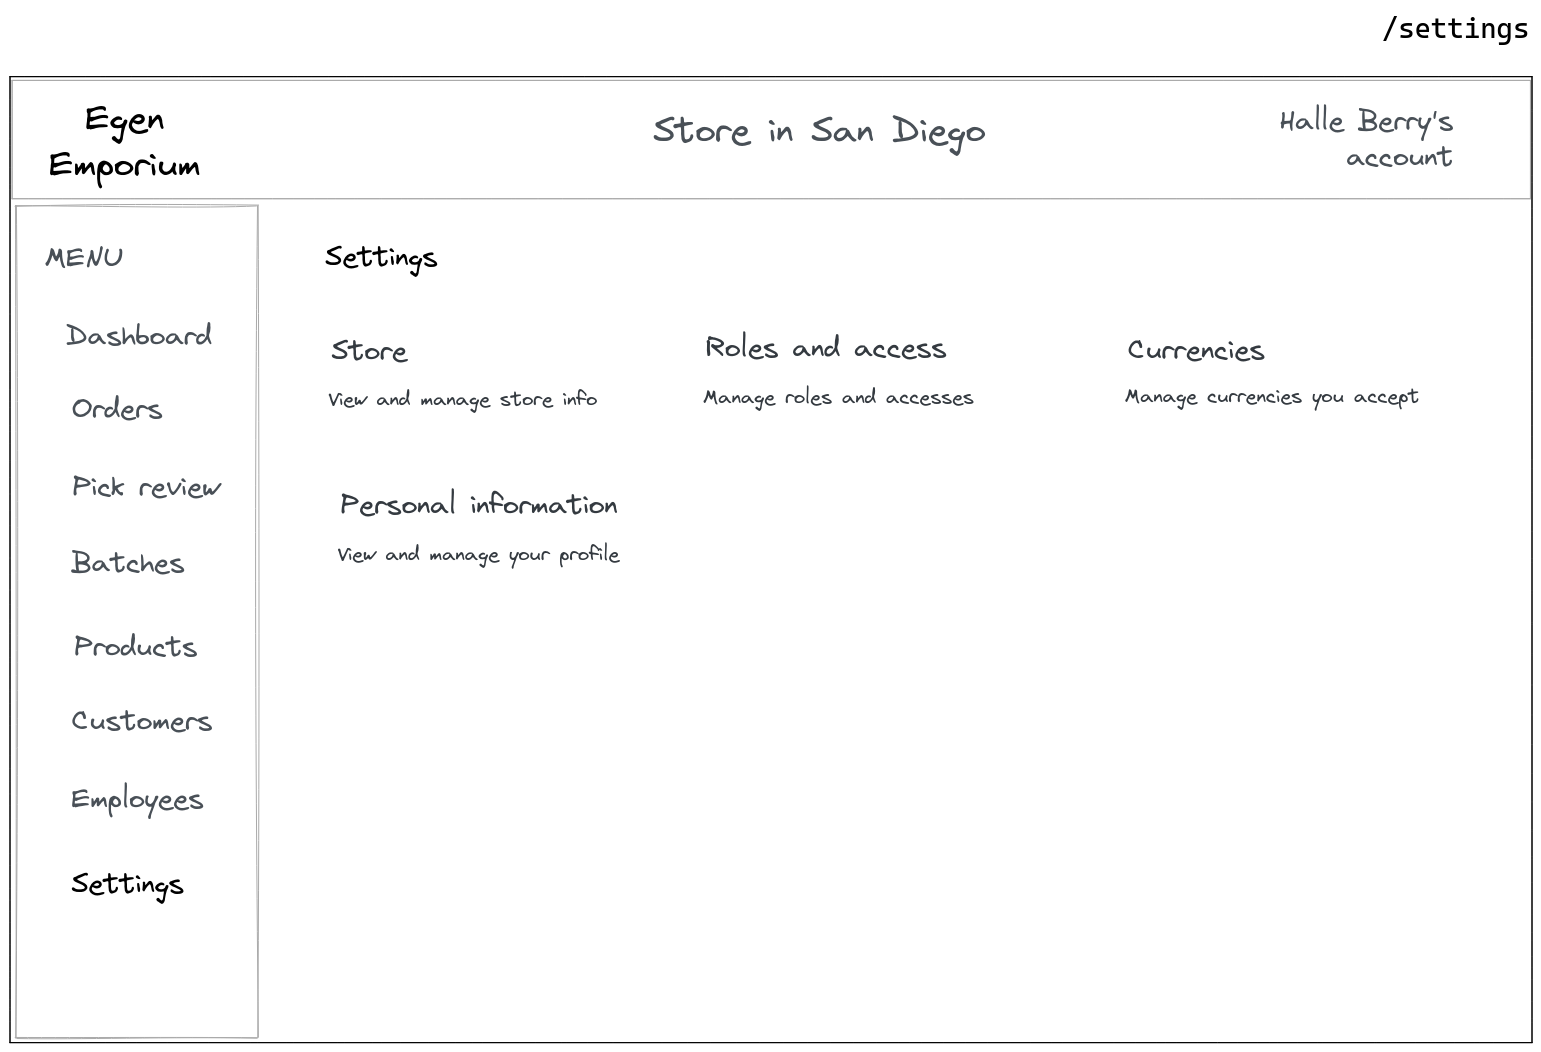 /settings
Egen
Emporium
Store in San Diego
Halle Berry's
account
MENU
Dashboard
Orders
Pick review
Batches
Products
Customers
Employees
Settings
Settings
Store
View and manage store info
Roles and access
Manage roles and accesses
Currencies
Manage currencies you accept
Personal information
View and manage your profile